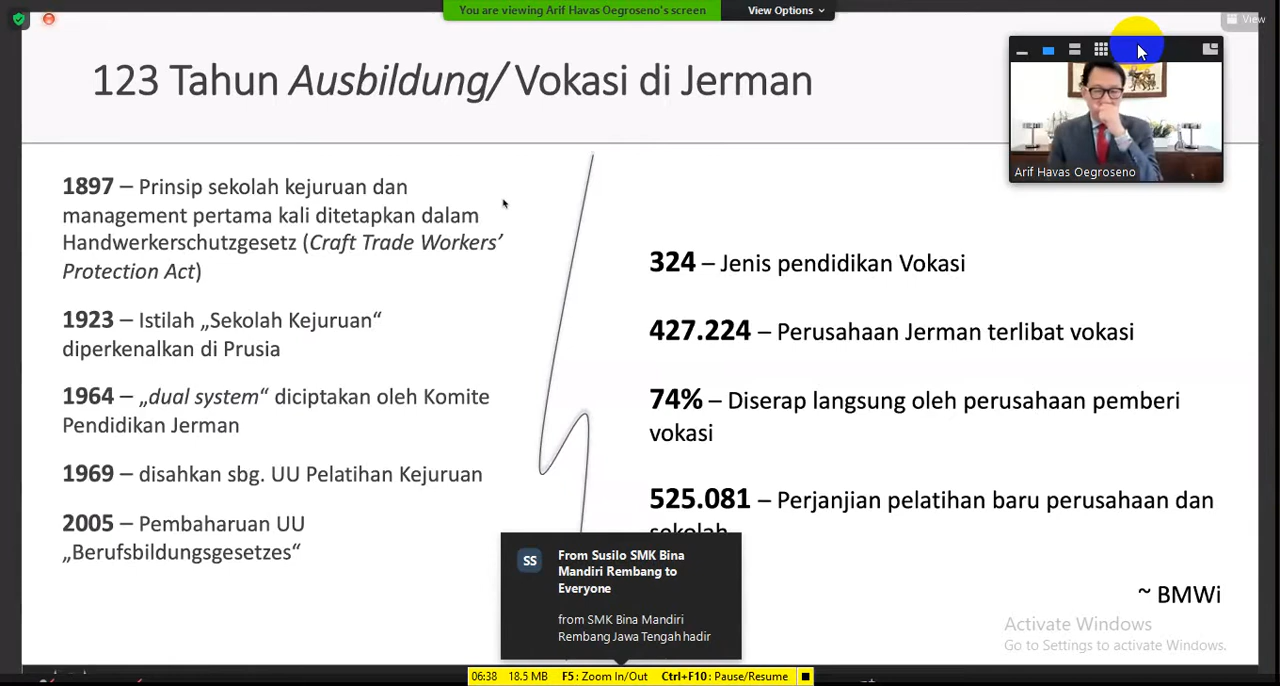 You are viewing Arif Havas Oegroseno's screen
View Options
View
123 Tahun Ausbildung/ Vokasi di Jerman
Arif Havas Oegroseno
1897 – Prinsip sekolah kejuruan dan
management pertama kali ditetapkan dalam
Handwerkerschutzgesetz (Craft Trade Workers’
Protection Act)
1923 – Istilah „Sekolah Kejuruan“
diperkenalkan di Prusia
1964 – „dual system“ diciptakan oleh Komite
Pendidikan Jerman
1969 – disahkan sbg. UU Pelatihan Kejuruan
2005 – Pembaharuan UU
„Berufsbildungsgesetzes“
324 – Jenis pendidikan Vokasi
427.224 – Perusahaan Jerman terlibat vokasi
74% – Diserap langsung oleh perusahaan pemberi
vokasi
525.081 – Perjanjian pelatihan baru perusahaan dan
sekolah
~ BMWi
SS
From Susilo SMK Bina
Mandiri Rembang to
Everyone
from SMK Bina Mandiri
Rembang Jawa Tengah hadir
Activate Windows
Go to Settings to activate Windows.
06:38 18.5 MB F5: Zoom In/Out Ctrl+F10: Pause/Resume